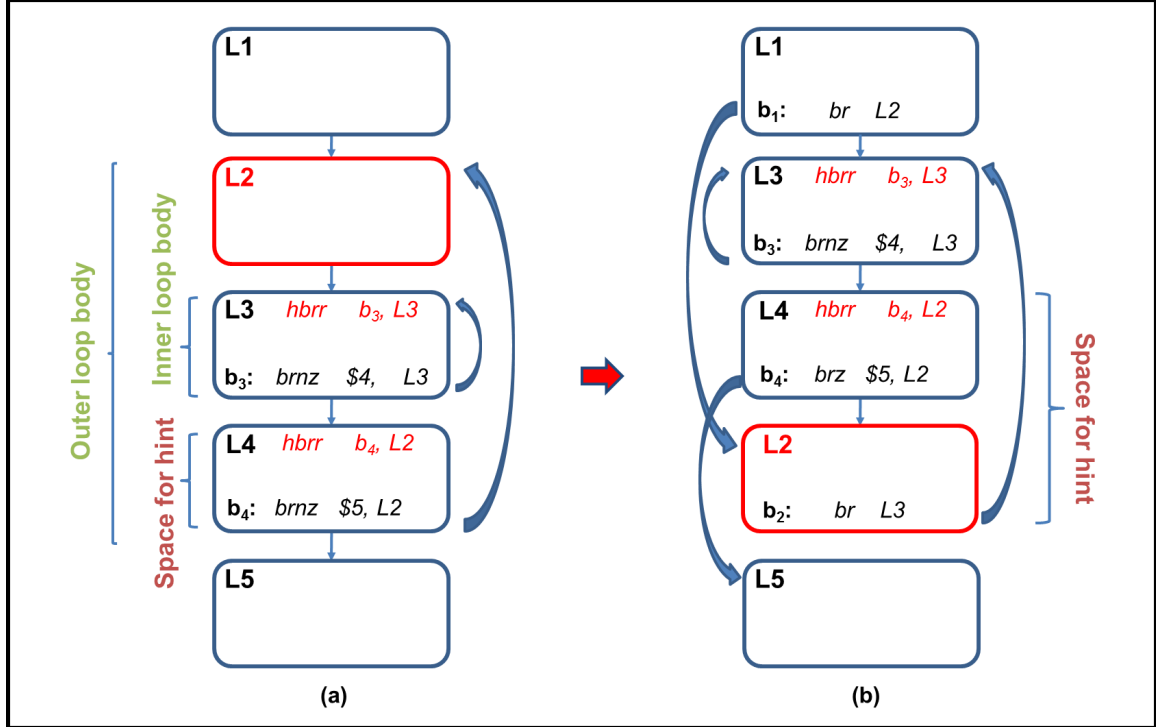 L1
L2
L3 hbrr b₃, L3
b₃: brnz $4, L3
L4 hbrr b₄, L2
b₄: brnz $5, L2
L5
(a)
Outer loop body
Inner loop body
Space for hint
L1
b₁: br L2
L3 hbrr b₃, L3
b₃: brnz $4, L3
L4 hbrr b₄, L2
b₄: brz $5, L2
L2
b₂: br L3
L5
(b)
Space for hint